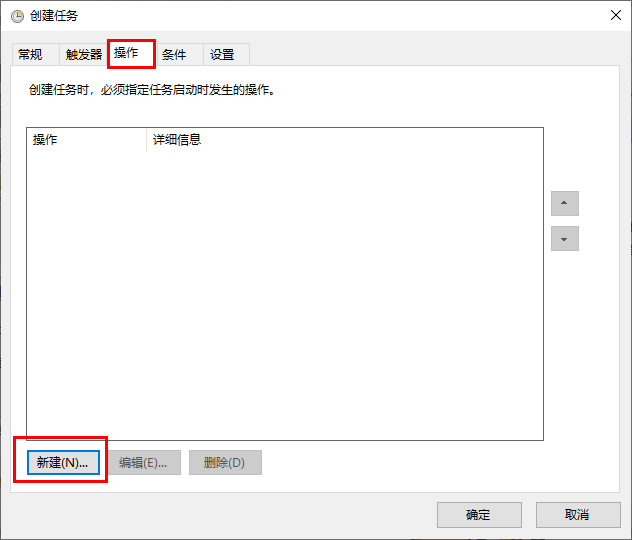 创建任务
常规 触发器 操作 条件 设置
创建任务时，必须指定任务启动时发生的操作。
操作 详细信息
新建(N)... 编辑(E)... 删除(D)
确定 取消